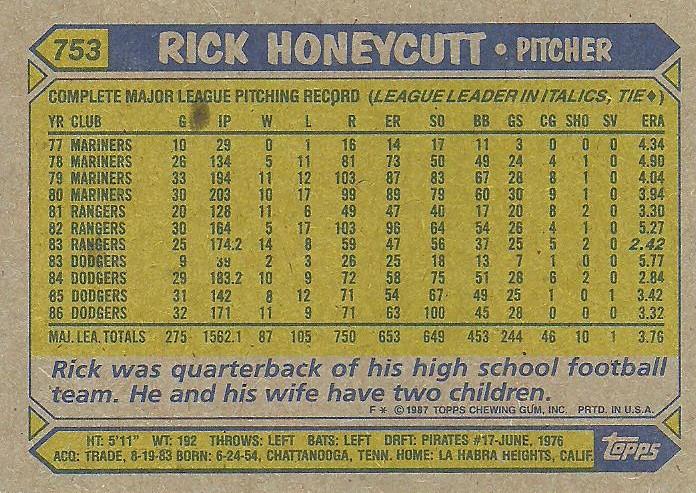 753 RICK HONEYCUTT • PITCHER
COMPLETE MAJOR LEAGUE PITCHING RECORD (LEAGUE LEADER IN ITALICS, TIE♦)
YR CLUB G IP W L R ER SO BB GS CG SHO SV ERA
77 MARINERS 10 29 0 1 16 14 17 11 3 0 0 0 4.34
78 MARINERS 26 134 5 11 81 73 50 49 24 4 1 0 4.90
79 MARINERS 33 194 11 12 103 87 83 67 28 8 1 0 4.04
80 MARINERS 30 203 10 17 99 89 79 60 30 9 1 0 3.94
81 RANGERS 20 128 11 6 49 47 40 17 20 8 2 0 3.30
82 RANGERS 30 164 5 17 103 96 64 54 26 4 1 0 5.27
83 RANGERS 25 174.2 14 8 59 47 56 37 25 5 2 0 2.42
83 DODGERS 9 39 2 3 26 25 18 13 7 1 0 0 5.77
84 DODGERS 29 183.2 10 9 72 58 75 51 28 6 2 0 2.84
85 DODGERS 31 142 8 12 71 54 67 49 25 1 0 1 3.42
86 DODGERS 32 171 11 9 71 63 100 45 28 0 0 0 3.32
MAJ. LEA. TOTALS 275 1562.1 87 105 750 653 649 453 244 46 10 1 3.76
Rick was quarterback of his high school football
team. He and his wife have two children.
F * © 1987 TOPPS CHEWING GUM, INC. PRTD. IN U.S.A.
HT: 5'11" WT: 192 THROWS: LEFT BATS: LEFT DRFT: PIRATES #17-JUNE, 1976
ACQ: TRADE, 8-19-83 BORN: 6-24-54, CHATTANOOGA, TENN. HOME: LA HABRA HEIGHTS, CALIF.
Topps